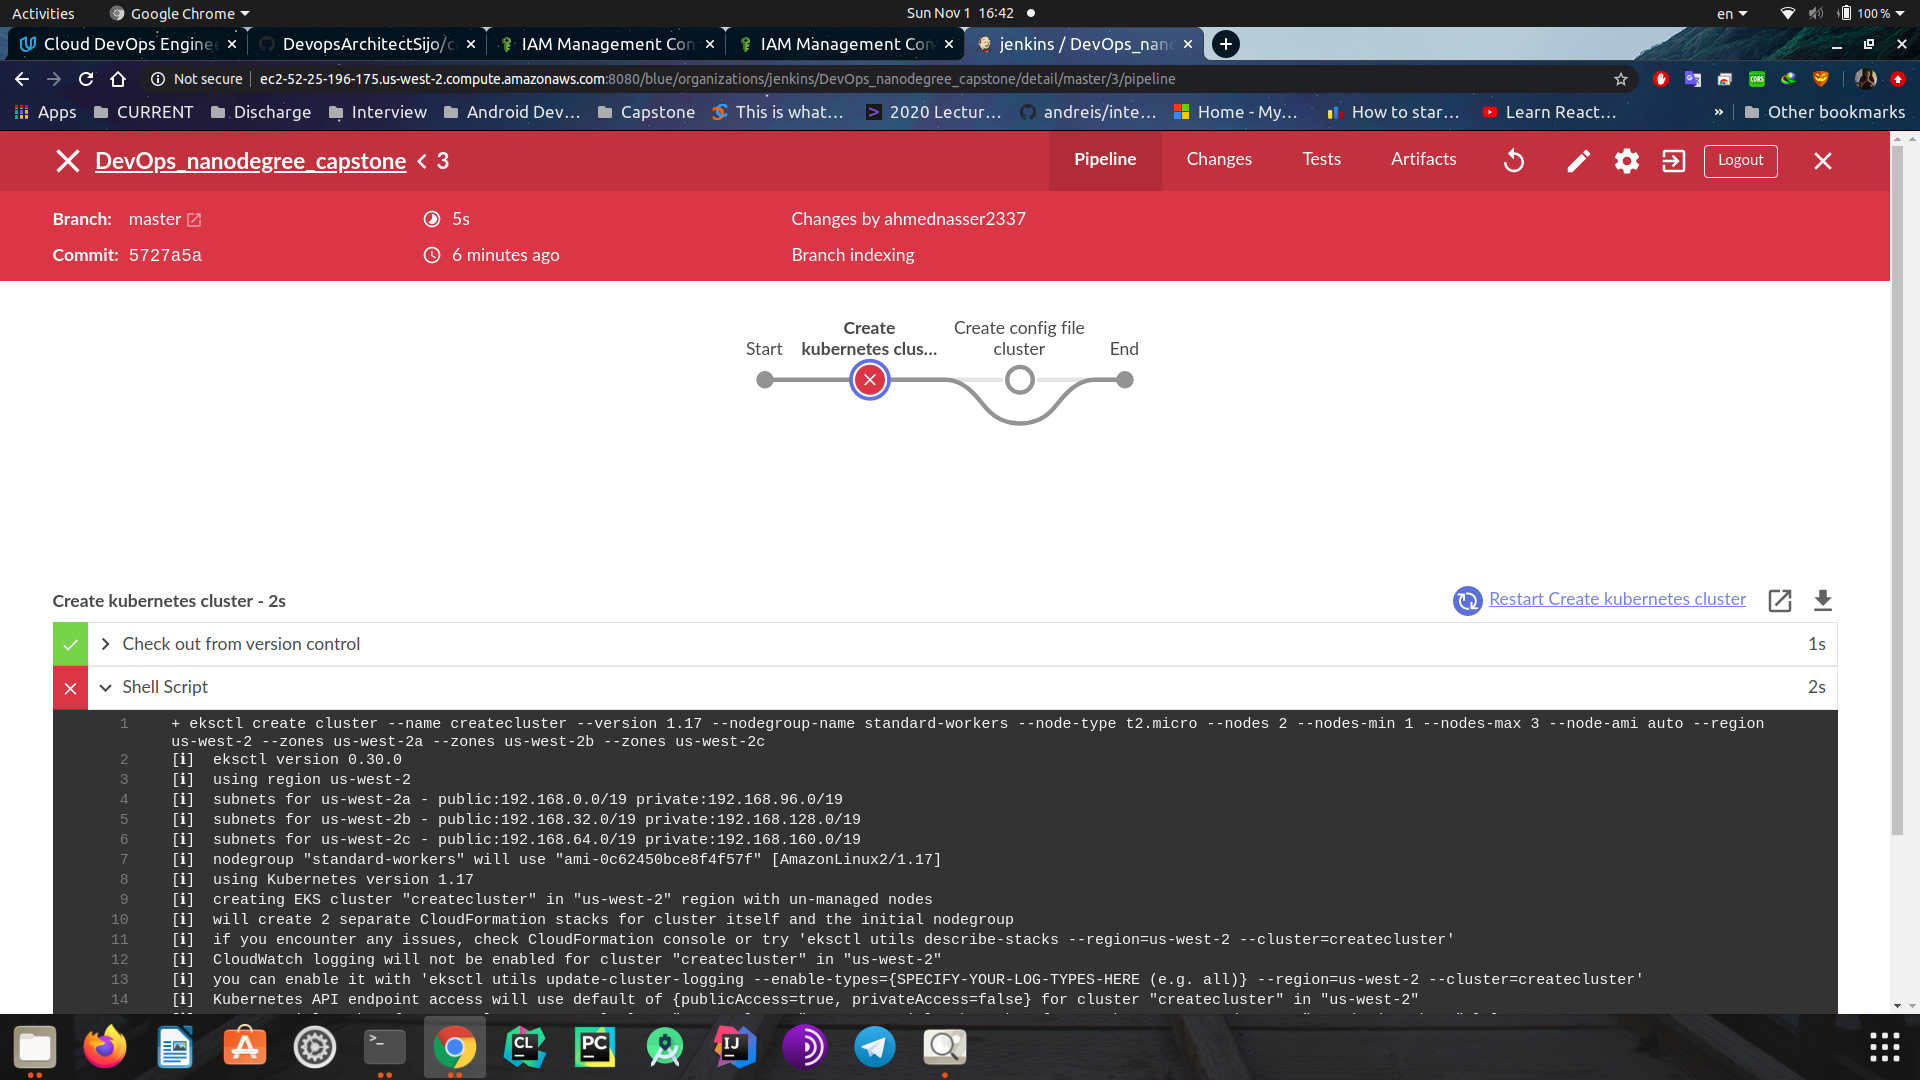 Activities
Google Chrome
Sun Nov 1 16:42
en
100 %
Cloud DevOps Enginee
DevopsArchitectSijo/c
IAM Management Con
IAM Management Con
jenkins / DevOps_nano
Not secure
ec2-52-25-196-175.us-west-2.compute.amazonaws.com:8080/blue/organizations/jenkins/DevOps_nanodegree_capstone/detail/master/3/pipeline
Apps
CURRENT
Discharge
Interview
Android Dev...
Capstone
This is what...
2020 Lectur...
andreis/inte...
Home - My...
How to star...
Learn React...
»
Other bookmarks
DevOps_nanodegree_capstone < 3
Pipeline
Changes
Tests
Artifacts
Logout
Branch: master
5s
Changes by ahmednasser2337
Commit: 5727a5a
6 minutes ago
Branch indexing
Start
Create kubernetes clus...
Create config file cluster
End
Create kubernetes cluster - 2s
Restart Create kubernetes cluster
Check out from version control
1s
Shell Script
2s
1 + eksctl create cluster --name createcluster --version 1.17 --nodegroup-name standard-workers --node-type t2.micro --nodes 2 --nodes-min 1 --nodes-max 3 --node-ami auto --region
us-west-2 --zones us-west-2a --zones us-west-2b --zones us-west-2c
2 [ℹ] eksctl version 0.30.0
3 [ℹ] using region us-west-2
4 [ℹ] subnets for us-west-2a - public:192.168.0.0/19 private:192.168.96.0/19
5 [ℹ] subnets for us-west-2b - public:192.168.32.0/19 private:192.168.128.0/19
6 [ℹ] subnets for us-west-2c - public:192.168.64.0/19 private:192.168.160.0/19
7 [ℹ] nodegroup "standard-workers" will use "ami-0c62450bce8f4f57f" [AmazonLinux2/1.17]
8 [ℹ] using Kubernetes version 1.17
9 [ℹ] creating EKS cluster "createcluster" in "us-west-2" region with un-managed nodes
10 [ℹ] will create 2 separate CloudFormation stacks for cluster itself and the initial nodegroup
11 [ℹ] if you encounter any issues, check CloudFormation console or try 'eksctl utils describe-stacks --region=us-west-2 --cluster=createcluster'
12 [ℹ] CloudWatch logging will not be enabled for cluster "createcluster" in "us-west-2"
13 [ℹ] you can enable it with 'eksctl utils update-cluster-logging --enable-types={SPECIFY-YOUR-LOG-TYPES-HERE (e.g. all)} --region=us-west-2 --cluster=createcluster'
14 [ℹ] Kubernetes API endpoint access will use default of {publicAccess=true, privateAccess=false} for cluster "createcluster" in "us-west-2"
CL
PC
IJ